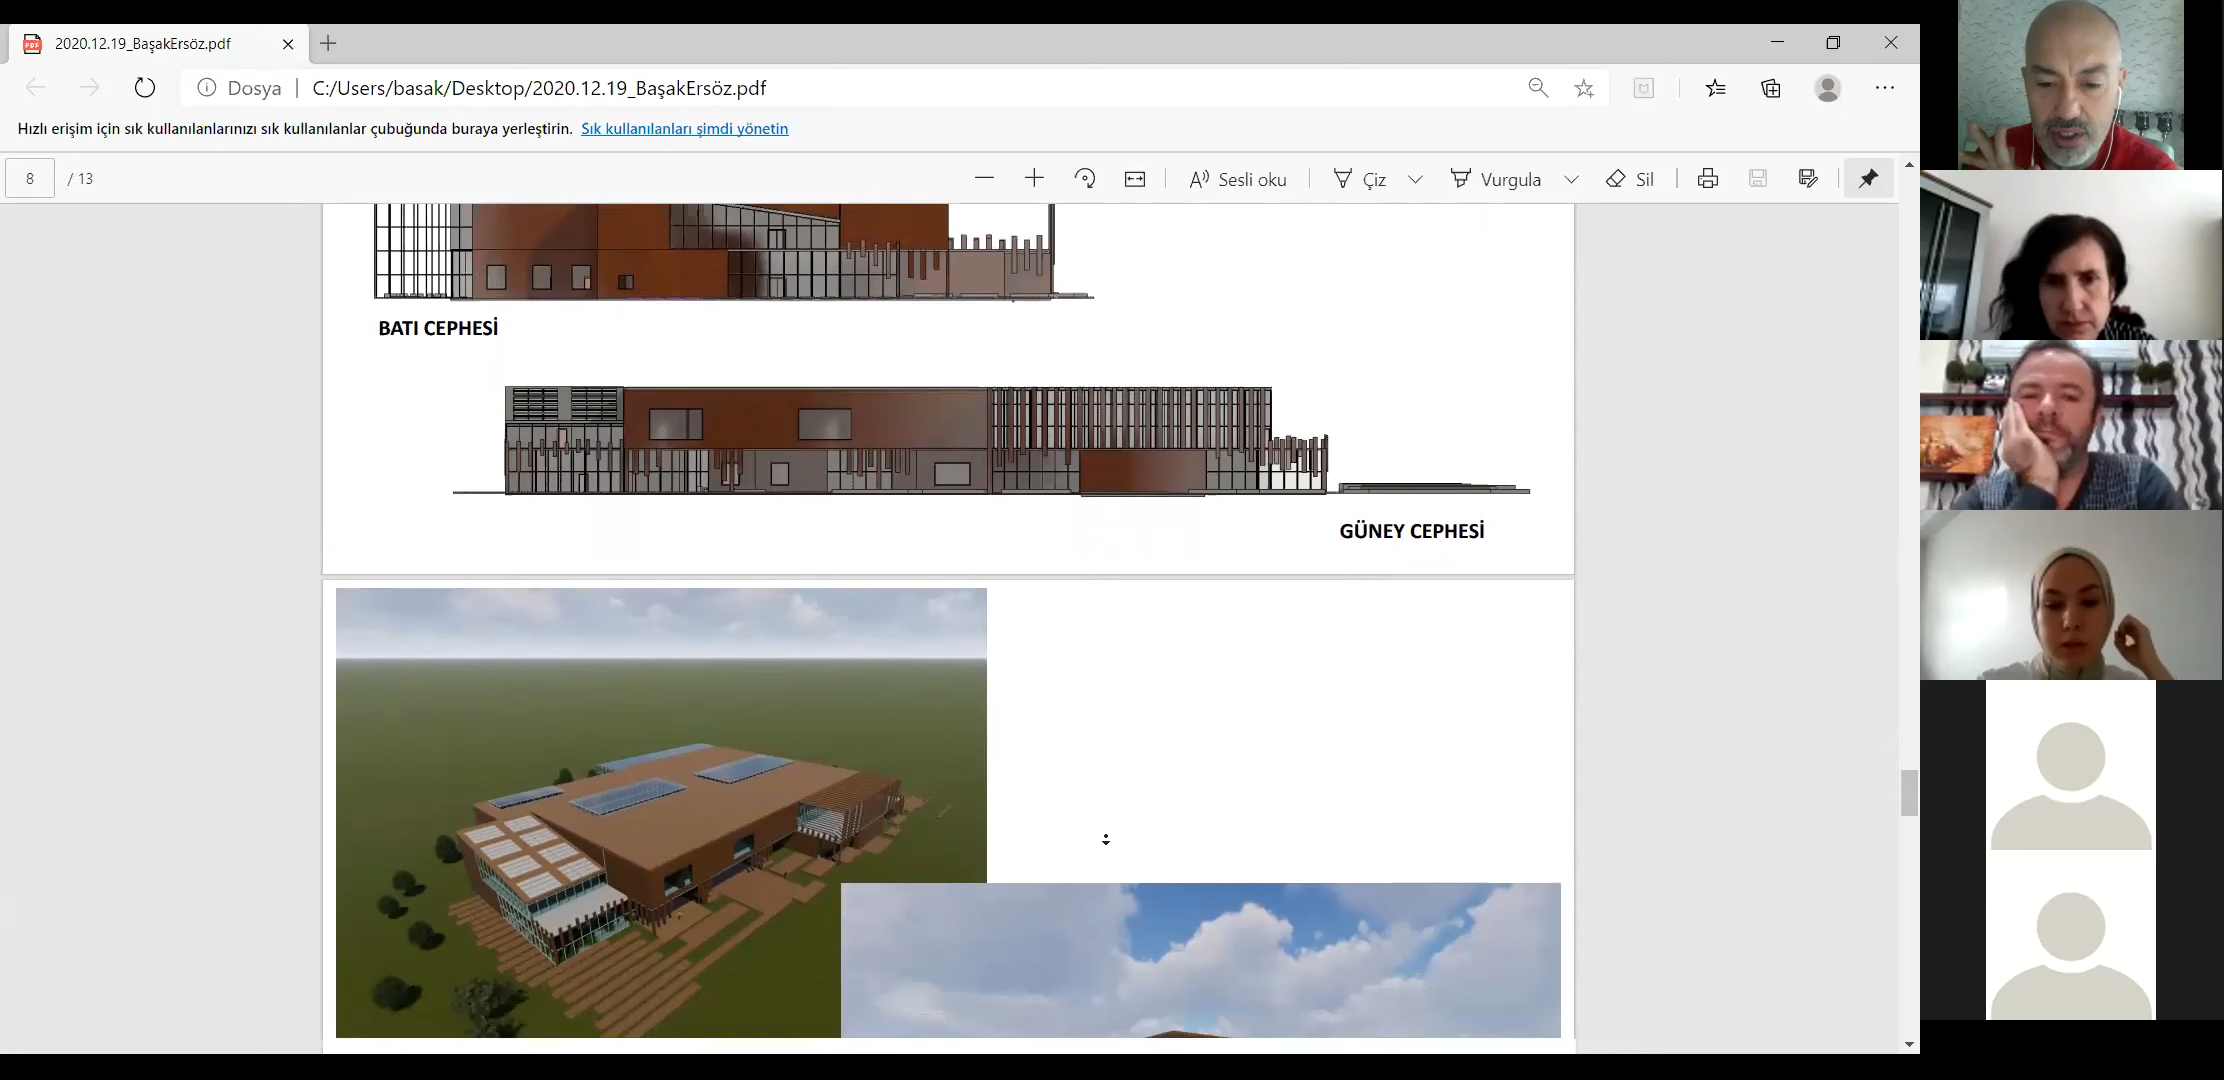 2020.12.19_BaşakErsöz.pdf
Dosya | C:/Users/basak/Desktop/2020.12.19_BaşakErsöz.pdf
Hızlı erişim için sık kullanılanlarınızı sık kullanılanlar çubuğunda buraya yerleştirin. Sık kullanılanları şimdi yönetin
8 / 13 Sesli oku Çiz Vurgula Sil
BATI CEPHESİ
GÜNEY CEPHESİ